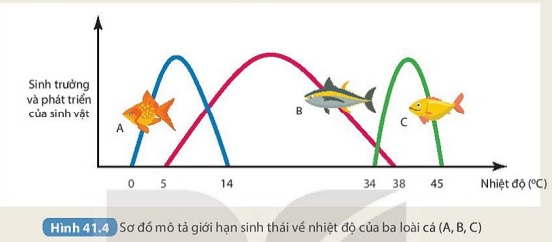 Sinh trưởng
và phát triển
của sinh vật
A
B
C
0 5 14 34 38 45 Nhiệt độ (ºC)
Hình 41.4 Sơ đồ mô tả giới hạn sinh thái về nhiệt độ của ba loài cá (A, B, C)